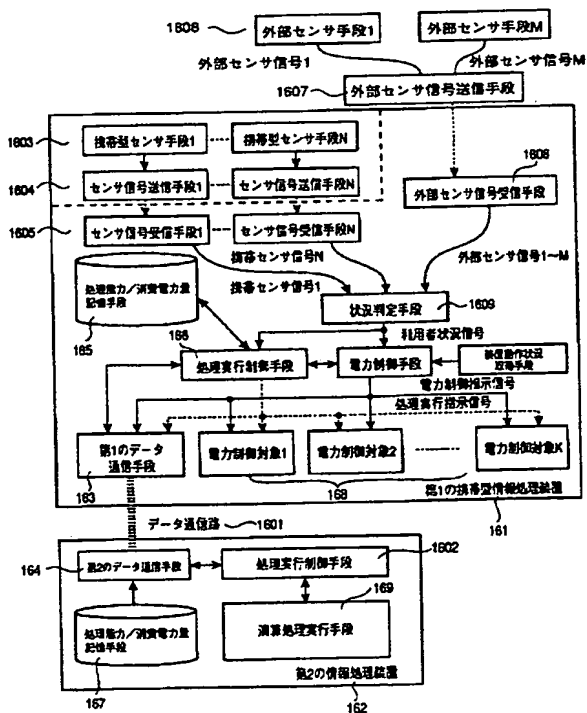 1606
外部センサ手段1
外部センサ手段M
外部センサ信号1
外部センサ信号M
1607
外部センサ信号送信手段
1603
携帯型センサ手段1
携帯型センサ手段N
1604
センサ信号送信手段1
センサ信号送信手段N
1608
外部センサ信号受信手段
1605
センサ信号受信手段1
センサ信号受信手段N
携帯センサ信号N
携帯センサ信号1
外部センサ信号1〜M
処理能力/消費電力量
記憶手段
165
状況判定手段
1609
利用者状況信号
166
処理実行制御手段
電力制御手段
装置動作状況
取得手段
電力制御指示信号
処理実行指示信号
第1のデータ
通信手段
163
電力制御対象1
電力制御対象2
電力制御対象K
168
第1の携帯型情報処理装置
161
データ通信路
1601
164
第2のデータ通信手段
処理実行制御手段
1602
169
演算処理実行手段
処理能力/消費電力量
記憶手段
167
第2の情報処理装置
162